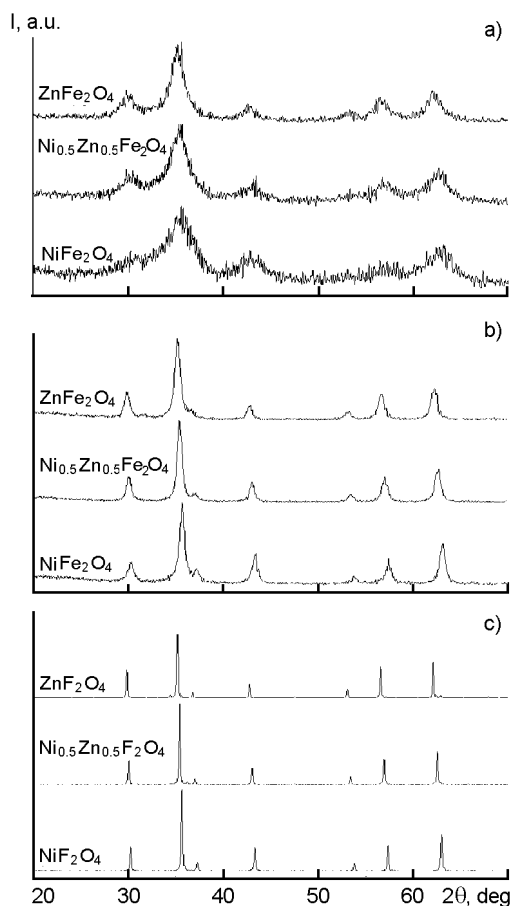 I, a.u.
a)
ZnFe2O4
Ni0.5Zn0.5Fe2O4
NiFe2O4
b)
ZnFe2O4
Ni0.5Zn0.5Fe2O4
NiFe2O4
c)
ZnF2O4
Ni0.5Zn0.5F2O4
NiF2O4
20 30 40 50 60 2θ, deg